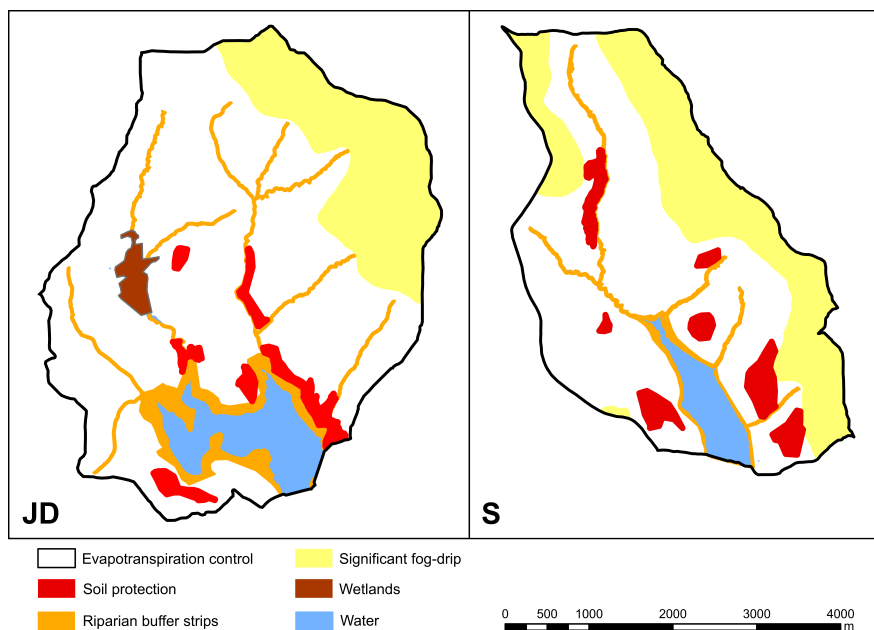 JD
S
Evapotranspiration control
Significant fog-drip
Soil protection
Wetlands
Riparian buffer strips
Water
0 500 1000 2000 3000 4000
m